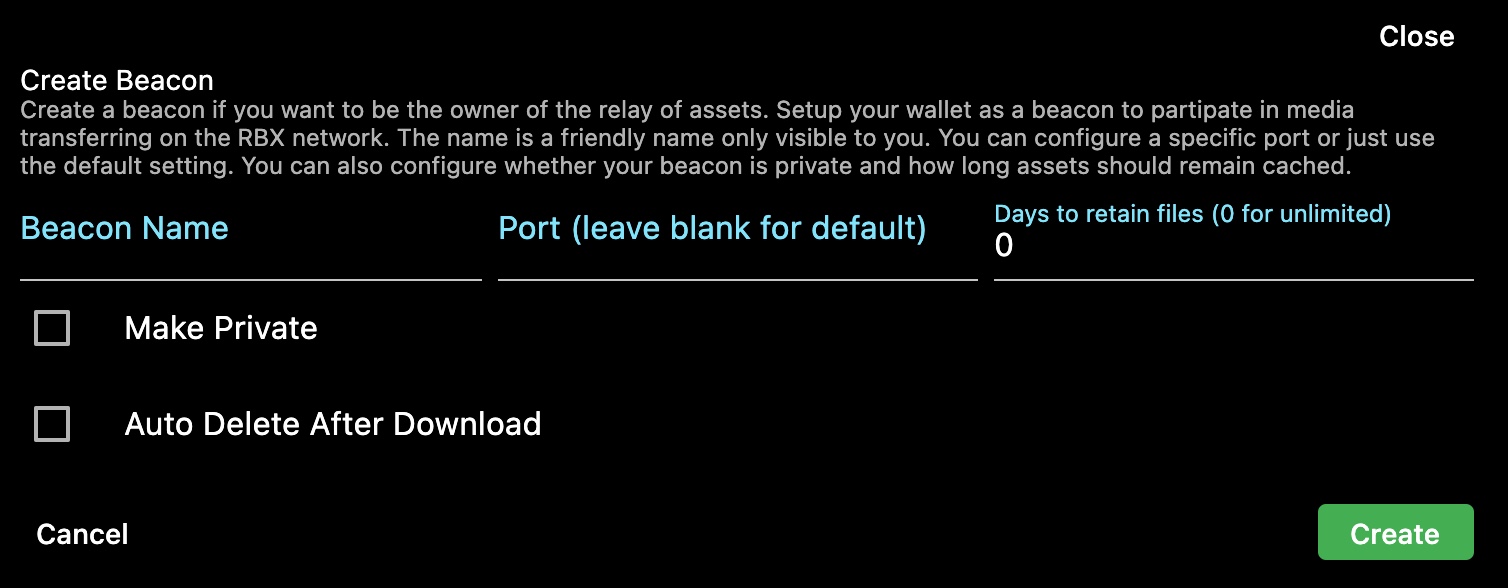 Close
Create Beacon
Create a beacon if you want to be the owner of the relay of assets. Setup your wallet as a beacon to partipate in media
transferring on the RBX network. The name is a friendly name only visible to you. You can configure a specific port or just use
the default setting. You can also configure whether your beacon is private and how long assets should remain cached.
Beacon Name
Port (leave blank for default)
Days to retain files (0 for unlimited)
0
Make Private
Auto Delete After Download
Cancel
Create